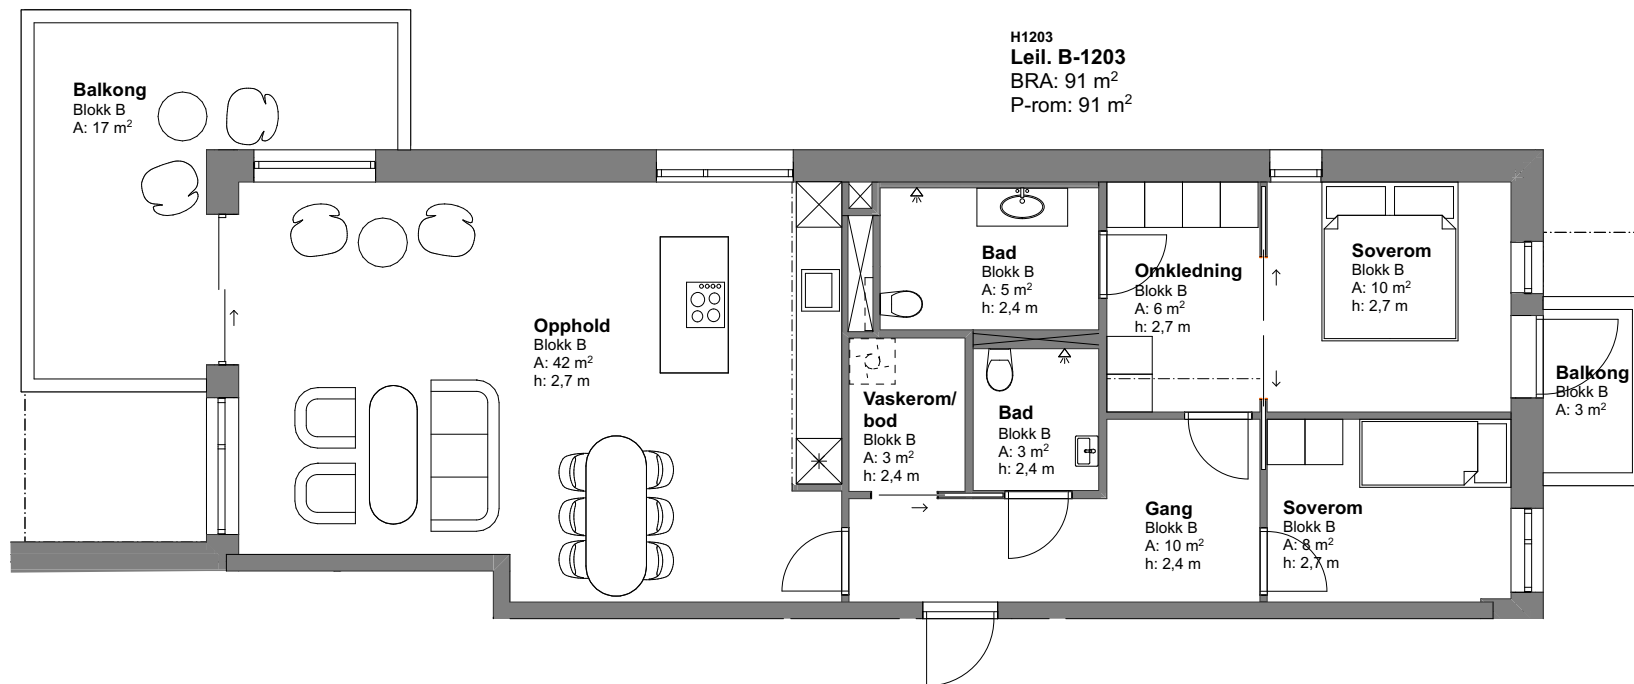 H1203
Leil. B-1203
BRA: 91 m²
P-rom: 91 m²
Balkong
Blokk B
A: 17 m²
Opphold
Blokk B
A: 42 m²
h: 2,7 m
Bad
Blokk B
A: 5 m²
h: 2,4 m
Omkledning
Blokk B
A: 6 m²
h: 2,7 m
Soverom
Blokk B
A: 10 m²
h: 2,7 m
Balkong
Blokk B
A: 3 m²
Vaskerom/
bod
Blokk B
A: 3 m²
h: 2,4 m
Bad
Blokk B
A: 3 m²
h: 2,4 m
Gang
Blokk B
A: 10 m²
h: 2,4 m
Soverom
Blokk B
A: 8 m²
h: 2,7 m